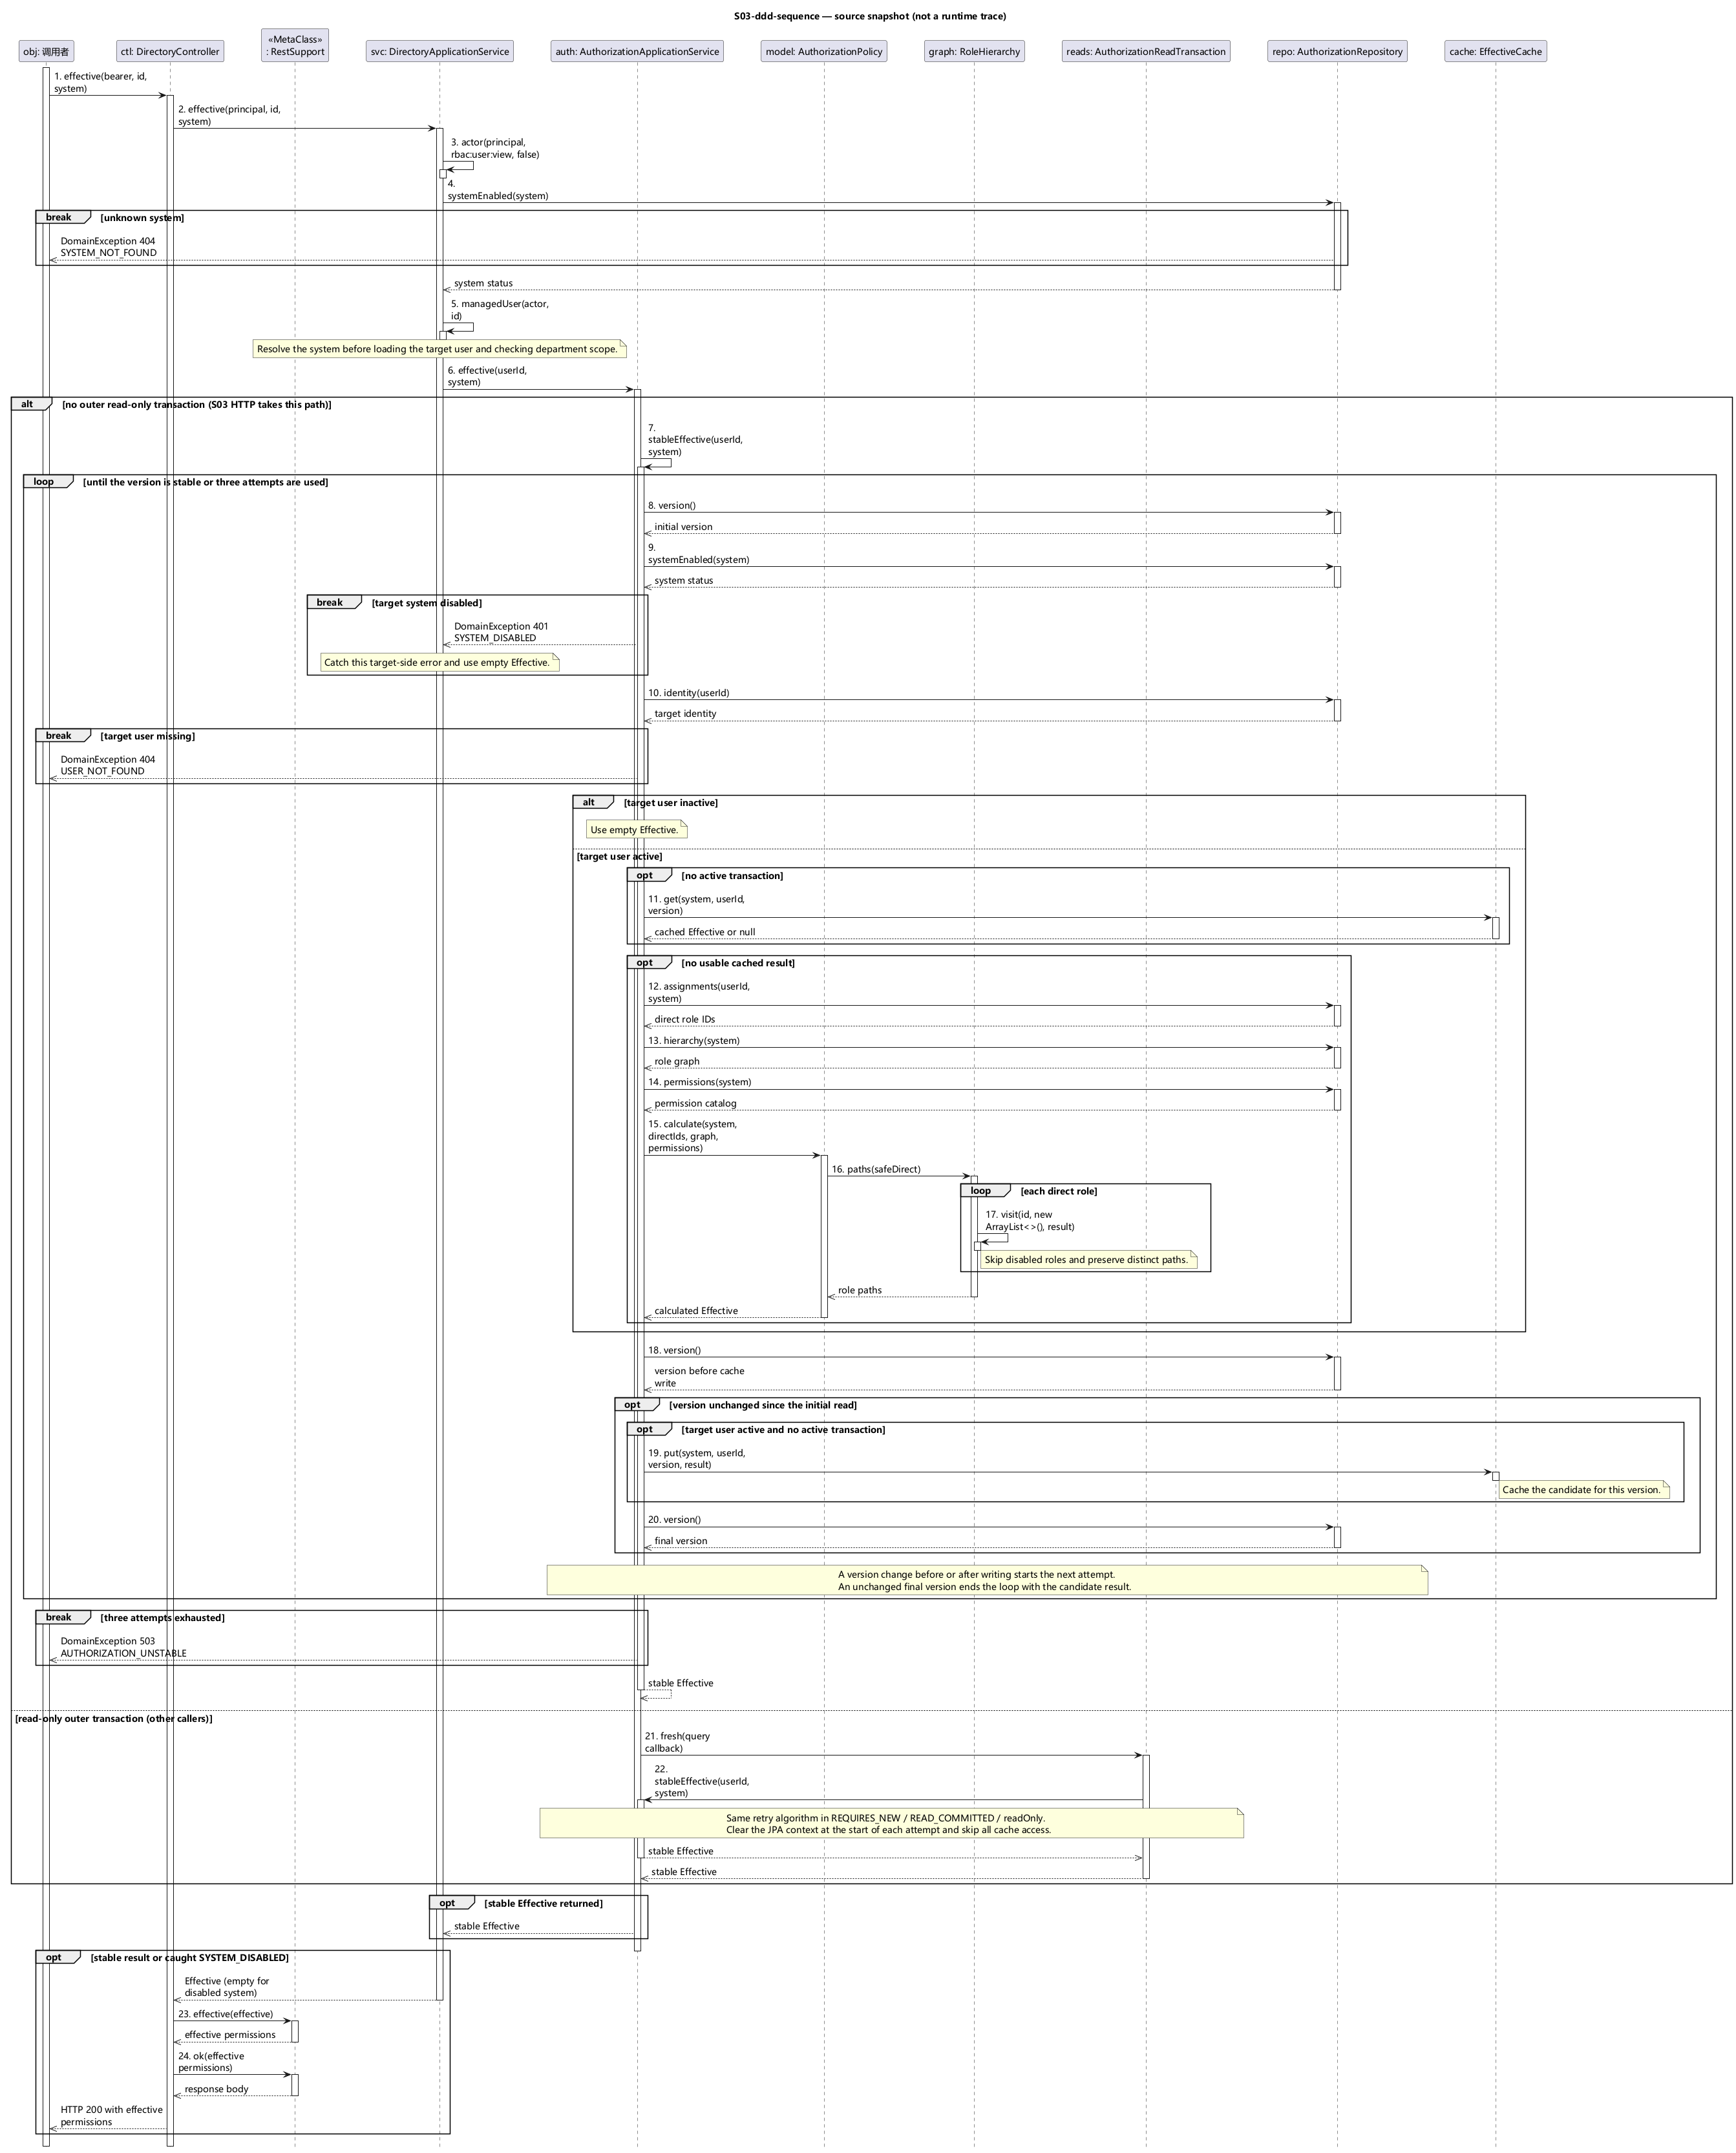 S03-ddd-sequence — source snapshot (not a runtime trace)
obj: 调用者
ctl: DirectoryController
«MetaClass»
: RestSupport
svc: DirectoryApplicationService
auth: AuthorizationApplicationService
model: AuthorizationPolicy
graph: RoleHierarchy
reads: AuthorizationReadTransaction
repo: AuthorizationRepository
cache: EffectiveCache
1. effective(bearer, id,
system)
2. effective(principal, id,
system)
3. actor(principal,
rbac:user:view, false)
4.
systemEnabled(system)
break [unknown system]
DomainException 404
SYSTEM_NOT_FOUND
system status
5. managedUser(actor,
id)
Resolve the system before loading the target user and checking department scope.
6. effective(userId,
system)
alt [no outer read-only transaction (S03 HTTP takes this path)]
7.
stableEffective(userId,
system)
loop [until the version is stable or three attempts are used]
8. version()
initial version
9.
systemEnabled(system)
system status
break [target system disabled]
DomainException 401
SYSTEM_DISABLED
Catch this target-side error and use empty Effective.
10. identity(userId)
target identity
break [target user missing]
DomainException 404
USER_NOT_FOUND
alt [target user inactive]
Use empty Effective.
[target user active]
opt [no active transaction]
11. get(system, userId,
version)
cached Effective or null
opt [no usable cached result]
12. assignments(userId,
system)
direct role IDs
13. hierarchy(system)
role graph
14. permissions(system)
permission catalog
15. calculate(system,
directIds, graph,
permissions)
16. paths(safeDirect)
loop [each direct role]
17. visit(id, new
ArrayList<>(), result)
Skip disabled roles and preserve distinct paths.
role paths
calculated Effective
18. version()
version before cache
write
opt [version unchanged since the initial read]
opt [target user active and no active transaction]
19. put(system, userId,
version, result)
Cache the candidate for this version.
20. version()
final version
A version change before or after writing starts the next attempt.
An unchanged final version ends the loop with the candidate result.
break [three attempts exhausted]
DomainException 503
AUTHORIZATION_UNSTABLE
stable Effective
[read-only outer transaction (other callers)]
21. fresh(query
callback)
22.
stableEffective(userId,
system)
Same retry algorithm in REQUIRES_NEW / READ_COMMITTED / readOnly.
Clear the JPA context at the start of each attempt and skip all cache access.
stable Effective
stable Effective
opt [stable Effective returned]
stable Effective
opt [stable result or caught SYSTEM_DISABLED]
Effective (empty for
disabled system)
23. effective(effective)
effective permissions
24. ok(effective
permissions)
response body
HTTP 200 with effective
permissions